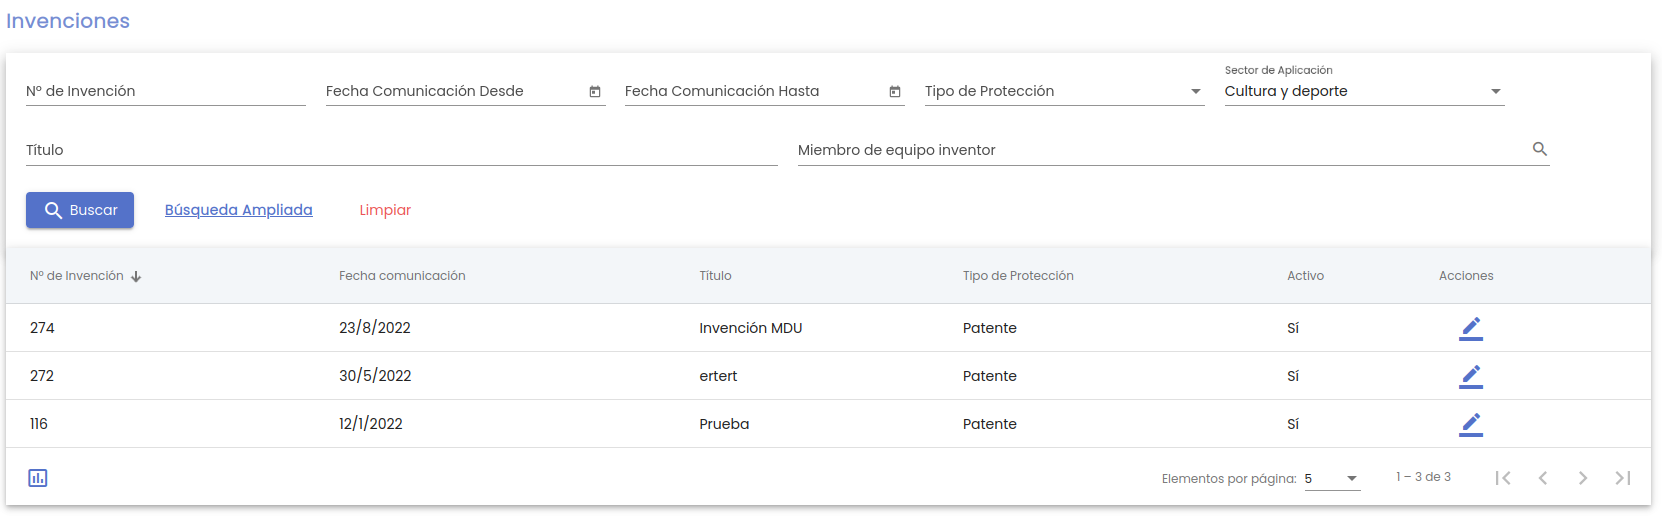 Invenciones
Sector de Aplicación
Nº de Invención Fecha Comunicación Desde Fecha Comunicación Hasta Tipo de Protección Cultura y deporte
Título Miembro de equipo inventor
Buscar Búsqueda Ampliada Limpiar
Nº de Invención Fecha comunicación Título Tipo de Protección Activo Acciones
274 23/8/2022 Invención MDU Patente Sí
272 30/5/2022 ertert Patente Sí
116 12/1/2022 Prueba Patente Sí
Elementos por página: 5 1 – 3 de 3